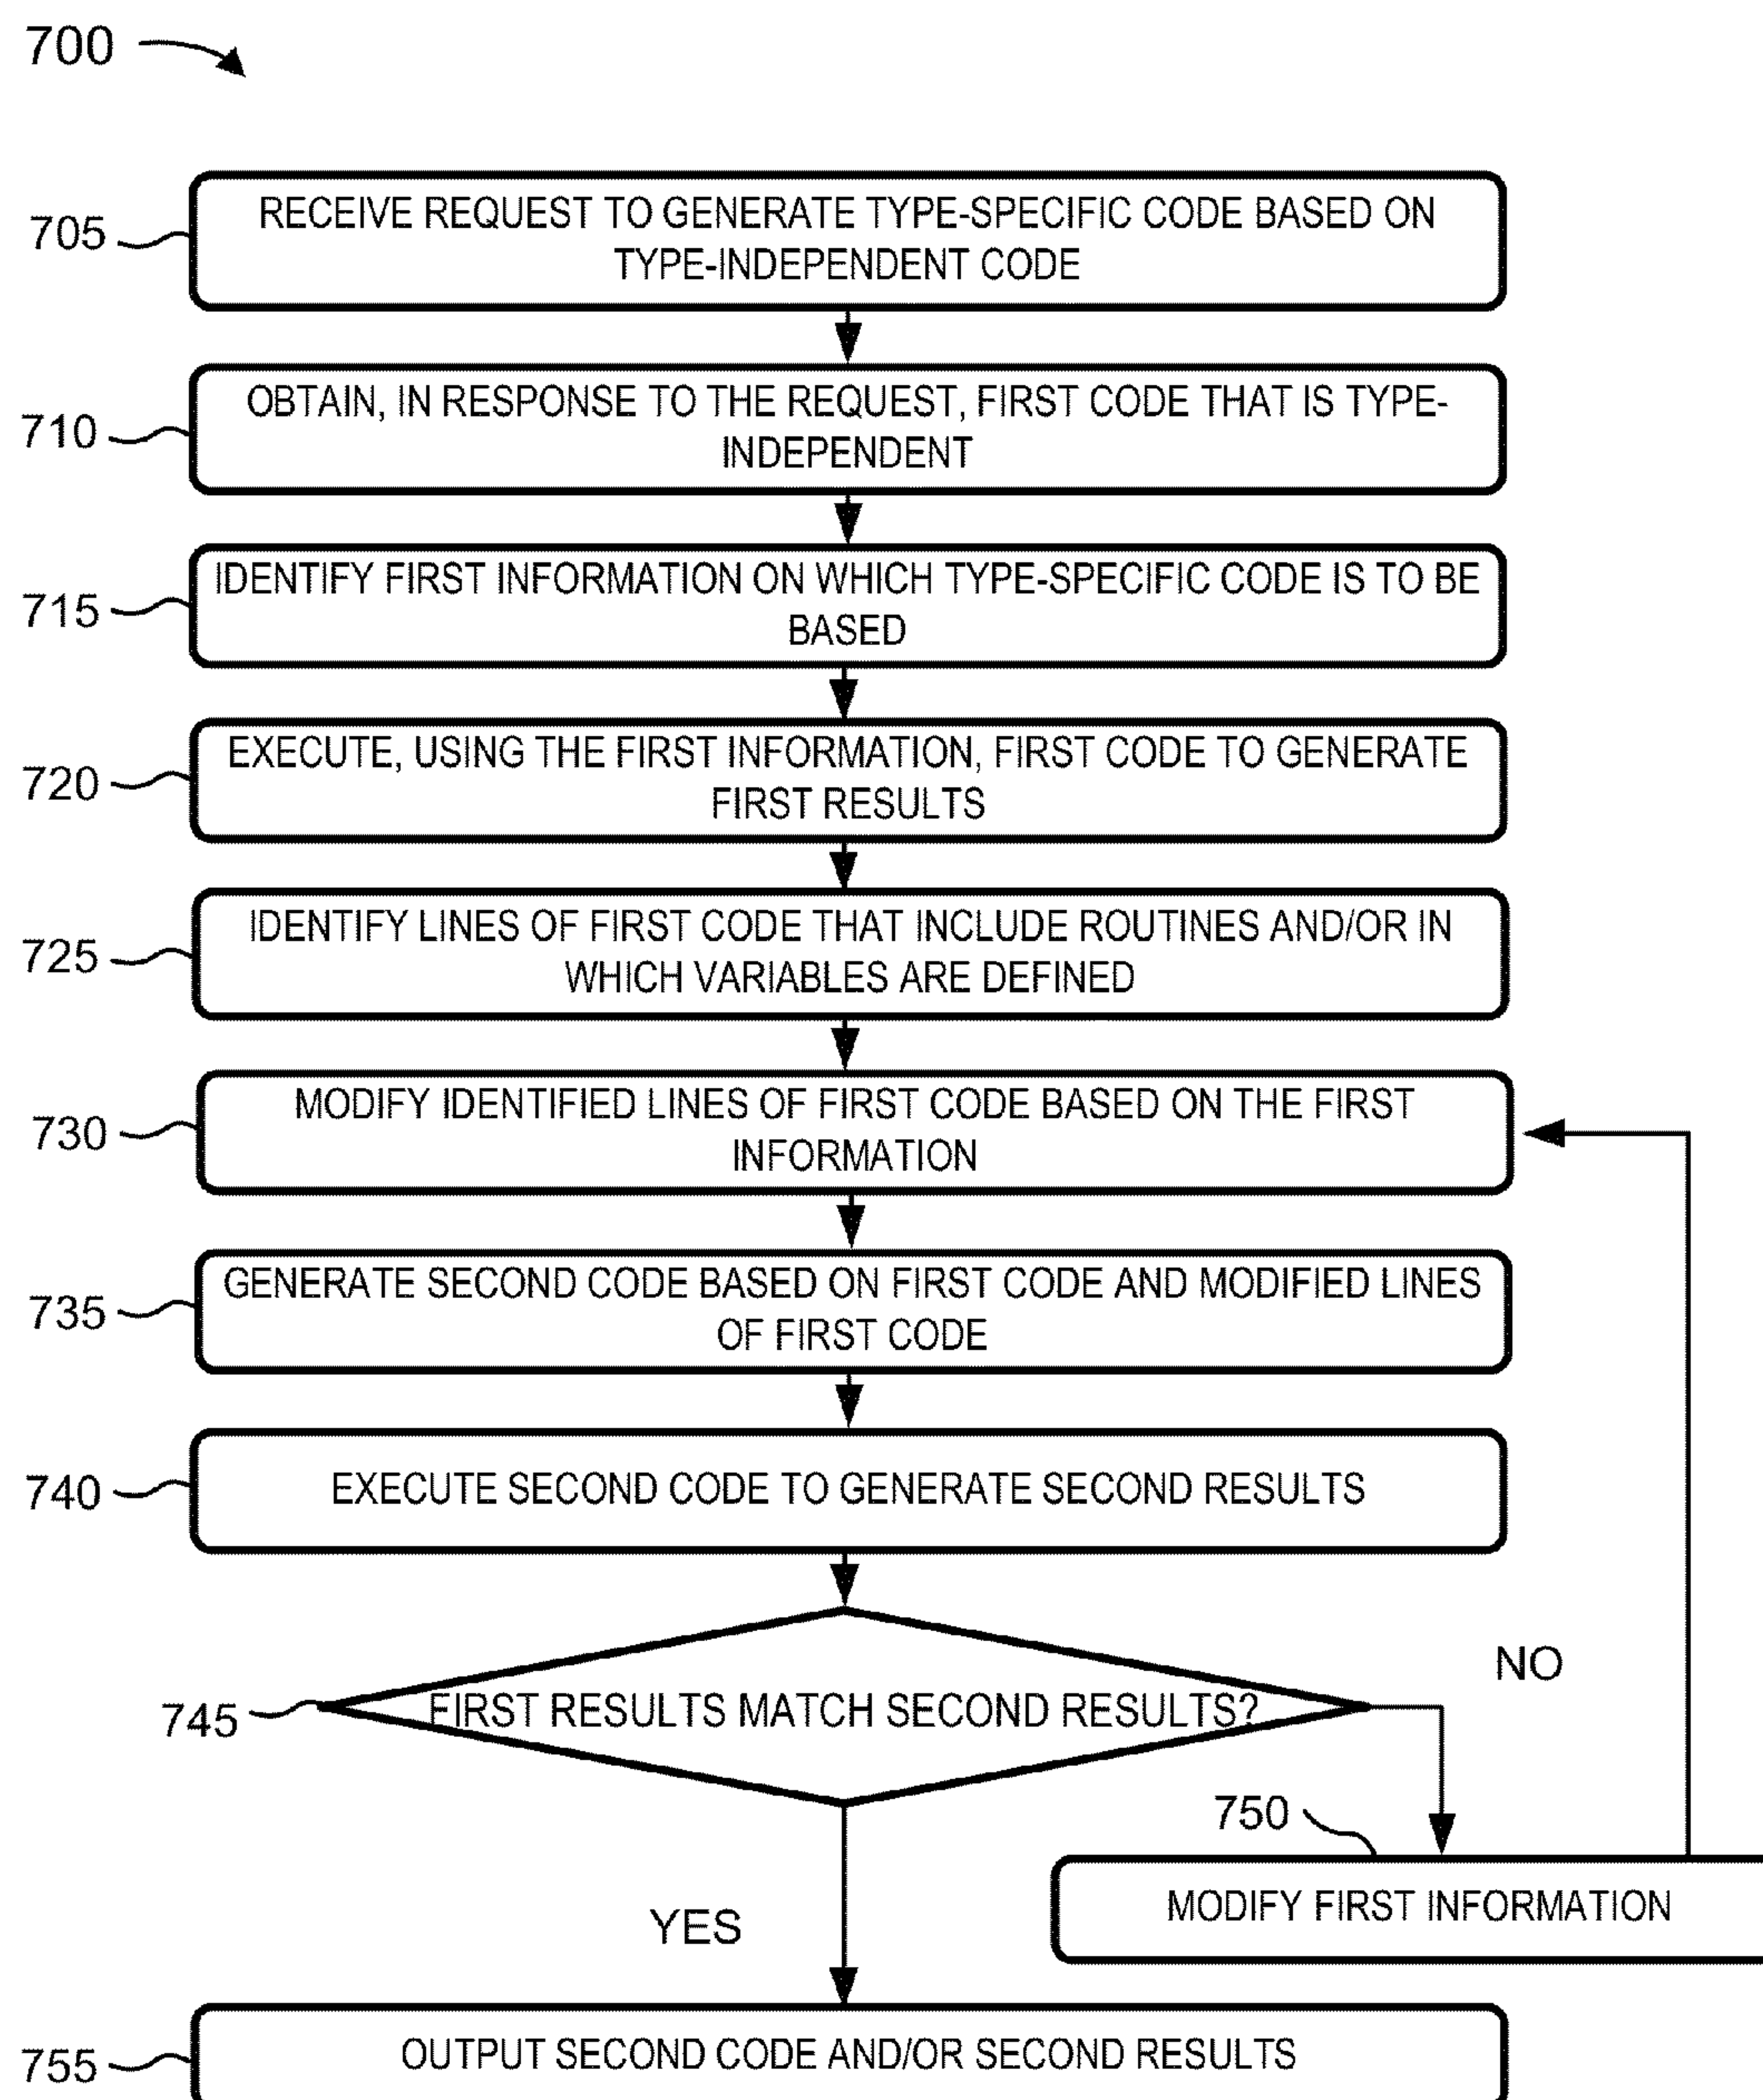 700
705
RECEIVE REQUEST TO GENERATE TYPE-SPECIFIC CODE BASED ON
TYPE-INDEPENDENT CODE
710
OBTAIN, IN RESPONSE TO THE REQUEST, FIRST CODE THAT IS TYPE-
INDEPENDENT
715
IDENTIFY FIRST INFORMATION ON WHICH TYPE-SPECIFIC CODE IS TO BE
BASED
720
EXECUTE, USING THE FIRST INFORMATION, FIRST CODE TO GENERATE
FIRST RESULTS
725
IDENTIFY LINES OF FIRST CODE THAT INCLUDE ROUTINES AND/OR IN
WHICH VARIABLES ARE DEFINED
730
MODIFY IDENTIFIED LINES OF FIRST CODE BASED ON THE FIRST
INFORMATION
735
GENERATE SECOND CODE BASED ON FIRST CODE AND MODIFIED LINES
OF FIRST CODE
740
EXECUTE SECOND CODE TO GENERATE SECOND RESULTS
745
FIRST RESULTS MATCH SECOND RESULTS?
NO
750
MODIFY FIRST INFORMATION
YES
755
OUTPUT SECOND CODE AND/OR SECOND RESULTS